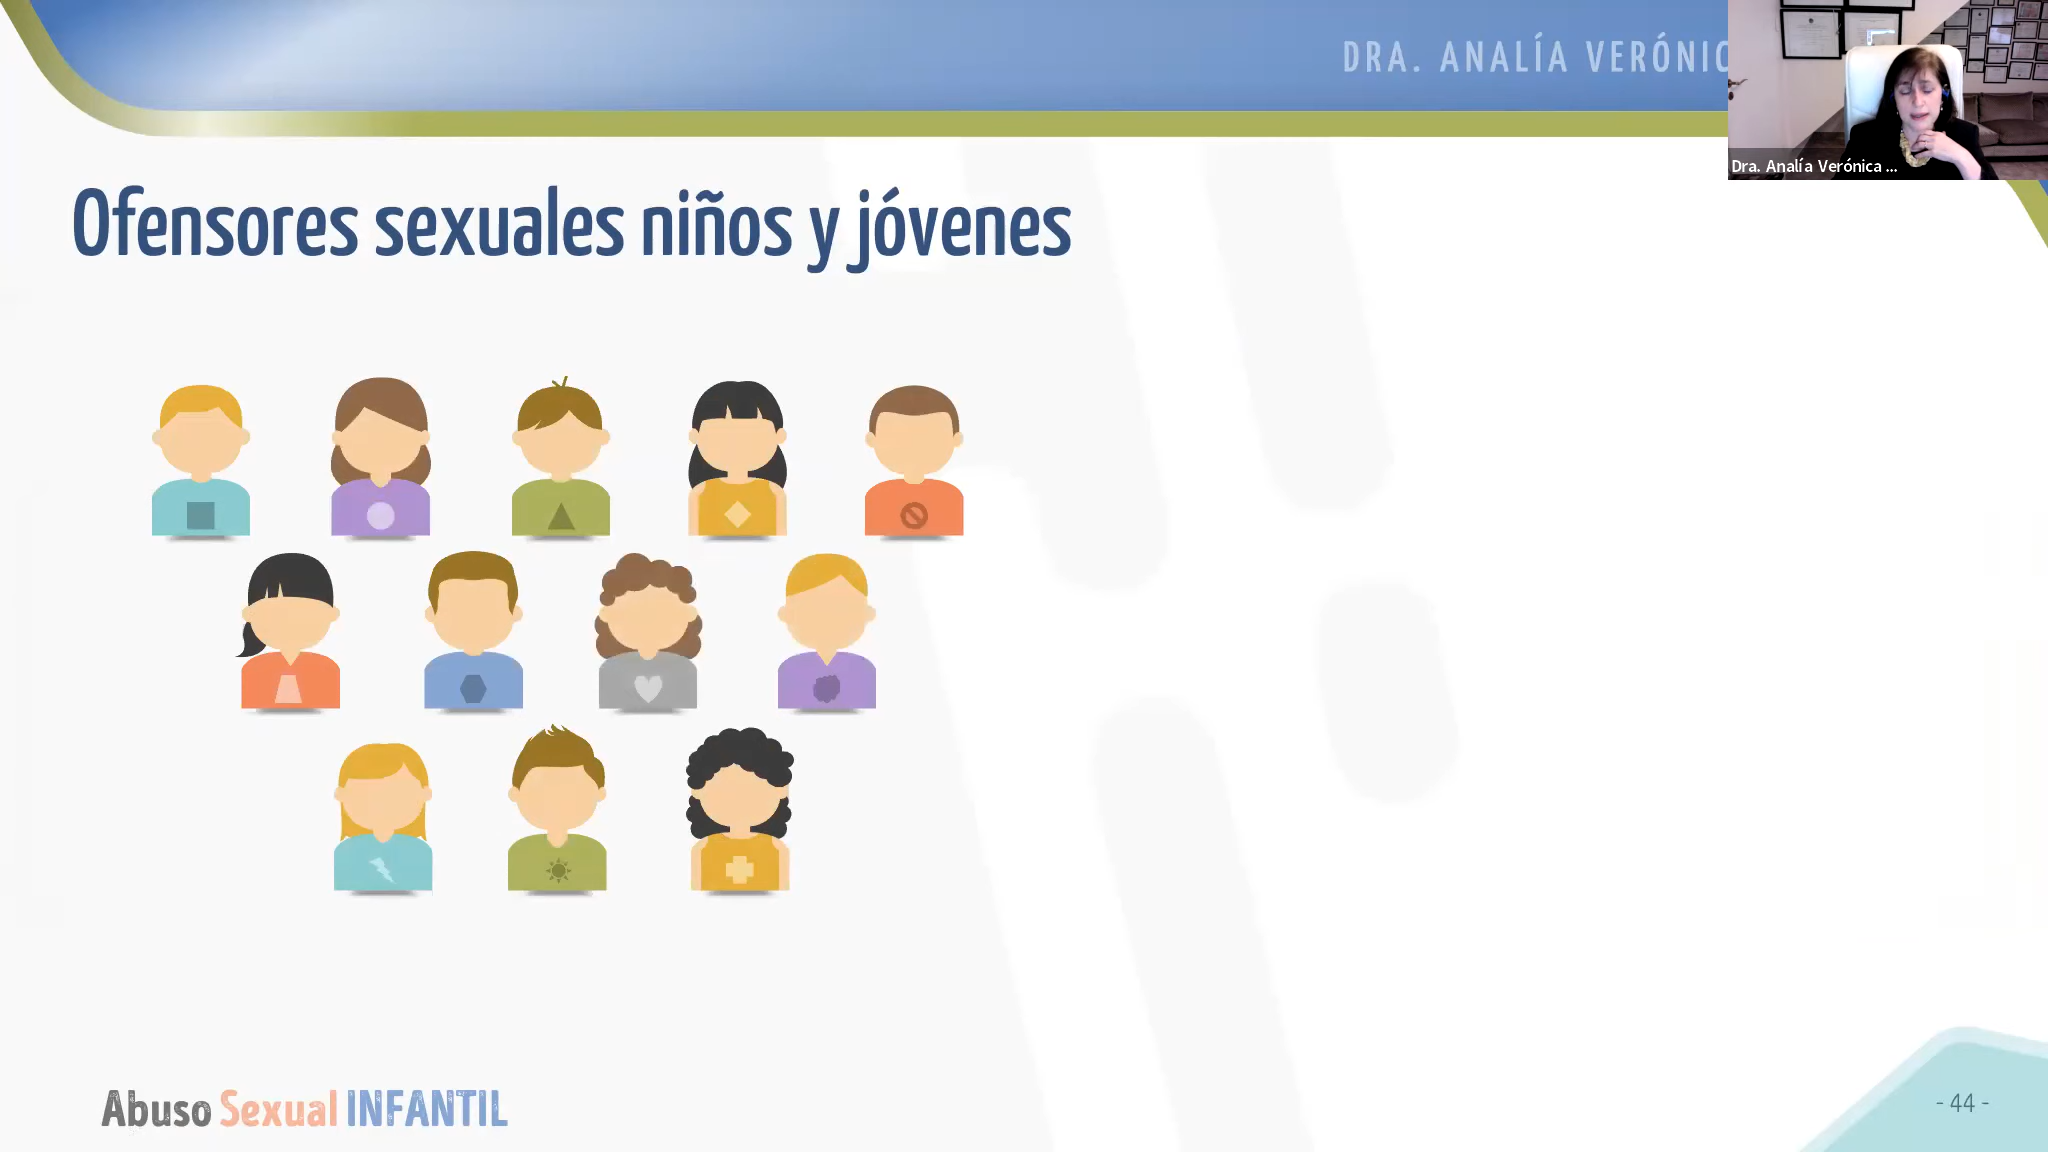 DRA. ANALÍA VERÓNIC
Dra. Analía Verónica ...
Ofensores sexuales niños y jóvenes
Abuso Sexual INFANTIL
- 44 -